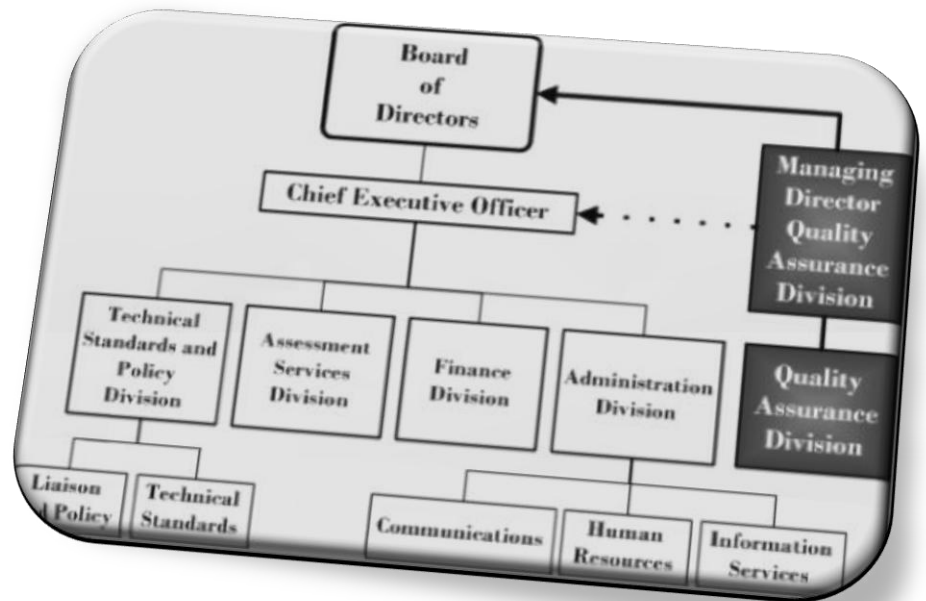 Board
of
Directors
Chief Executive Officer
Managing
Director
Quality
Assurance
Division
Technical
Standards and
Policy
Division
Assessment
Services
Division
Finance
Division
Administration
Division
Quality
Assurance
Division
Liaison
Policy
Technical
Standards
Communications
Human
Resources
Information
Services